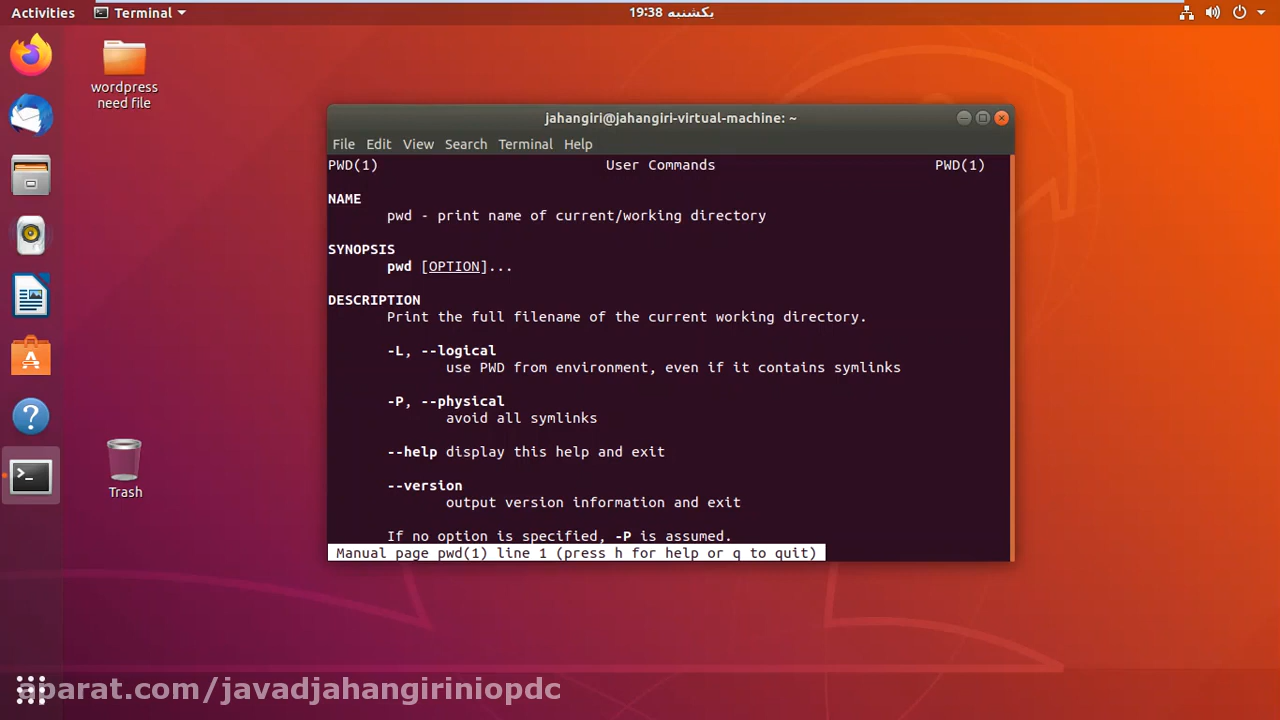 Activities
Terminal
یکشنبه 19:38
wordpress
need file
jahangiri@jahangiri-virtual-machine: ~
File Edit View Search Terminal Help
PWD(1) User Commands PWD(1)
NAME
pwd - print name of current/working directory
SYNOPSIS
pwd [OPTION]...
DESCRIPTION
Print the full filename of the current working directory.
-L, --logical
use PWD from environment, even if it contains symlinks
-P, --physical
avoid all symlinks
--help display this help and exit
--version
output version information and exit
If no option is specified, -P is assumed.
Manual page pwd(1) line 1 (press h for help or q to quit)
Trash
aparat.com/javadjahangiriniopdc